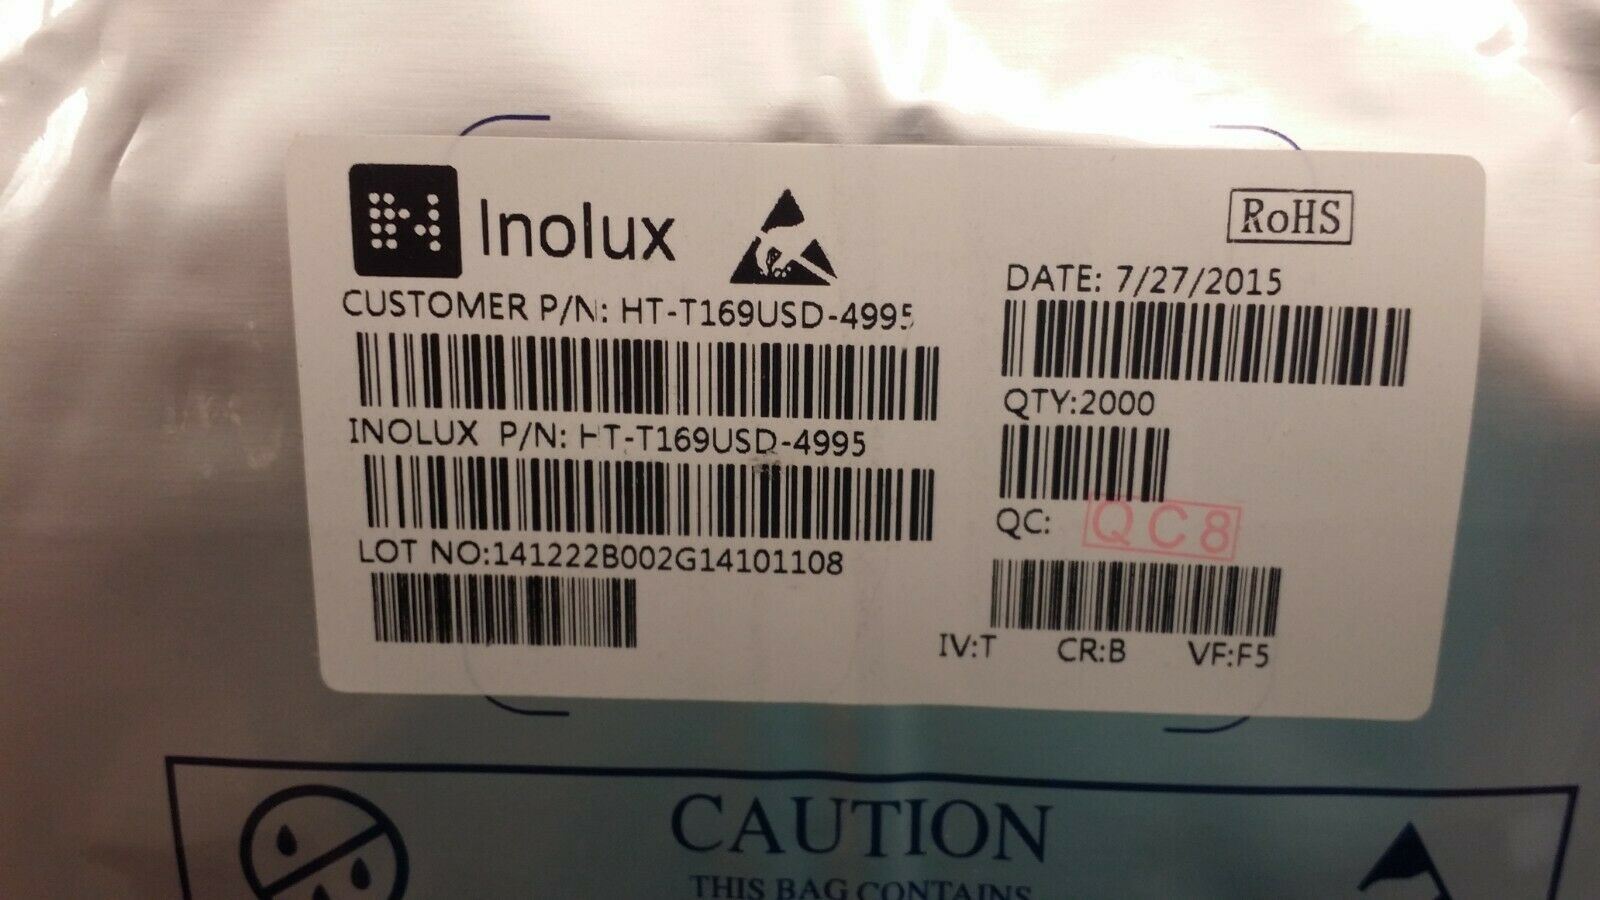 Inolux
RoHS
CUSTOMER P/N: HT-T169USD-4995
INOLUX P/N: HT-T169USD-4995
LOT NO:141222B002G14101108
DATE: 7/27/2015
QTY:2000
QC: QC8
IV:T CR:B VF:F5
CAUTION
THIS BAG CONTAINS